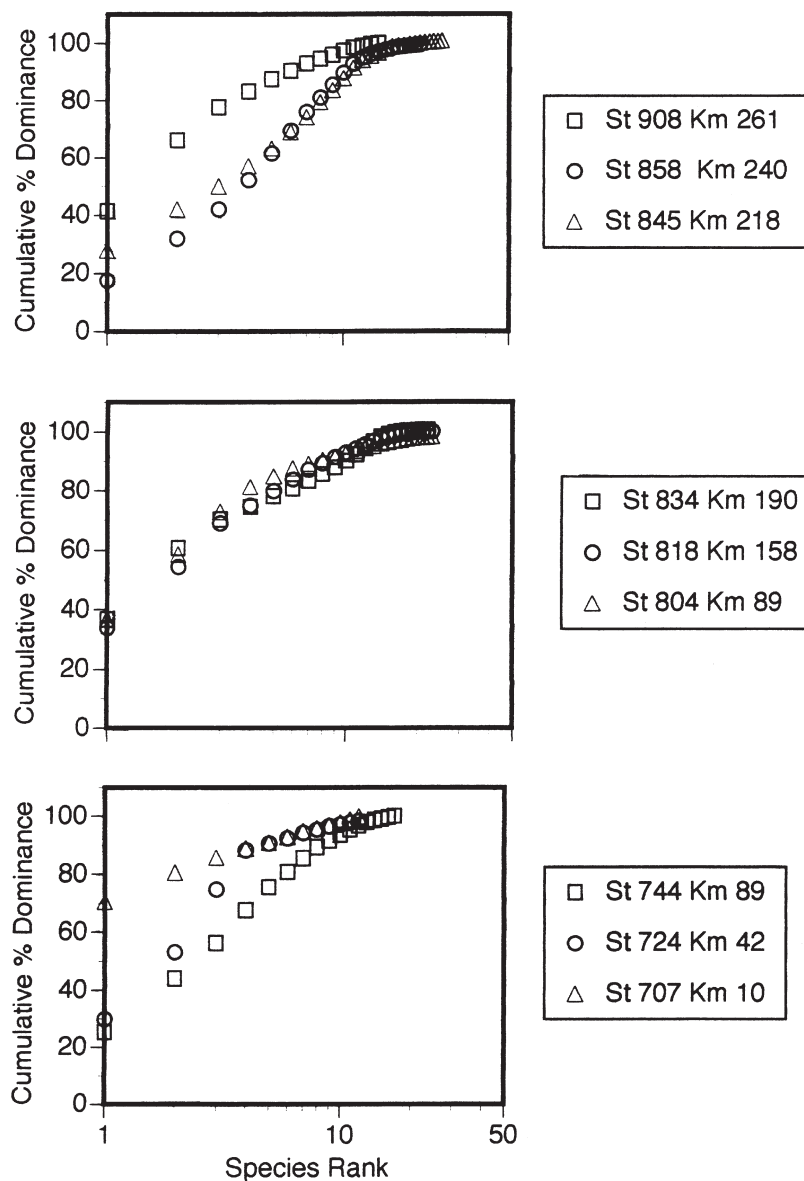 Cumulative % Dominance
100
80
60
40
20
0
St 908 Km 261
St 858 Km 240
St 845 Km 218
Cumulative % Dominance
100
80
60
40
20
0
St 834 Km 190
St 818 Km 158
St 804 Km 89
Cumulative % Dominance
100
80
60
40
20
0
1
10
50
Species Rank
St 744 Km 89
St 724 Km 42
St 707 Km 10